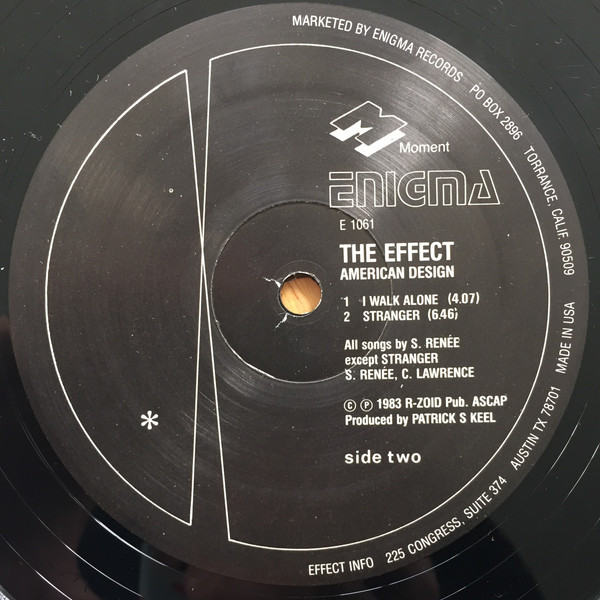 MARKETED BY ENIGMA RECORDS PO BOX 2896 TORRANCE, CALIF. 90509 MADE IN USA
Moment
ENIGMA
E 1061
THE EFFECT
AMERICAN DESIGN
1 I WALK ALONE (4.07)
2 STRANGER (6.46)
All songs by S. RENÉE
except STRANGER
S. RENÉE, C. LAWRENCE
© ℗ 1983 R-ZOID Pub. ASCAP
Produced by PATRICK S KEEL
*
side two
EFFECT INFO 225 CONGRESS, SUITE 374 AUSTIN TX 78701